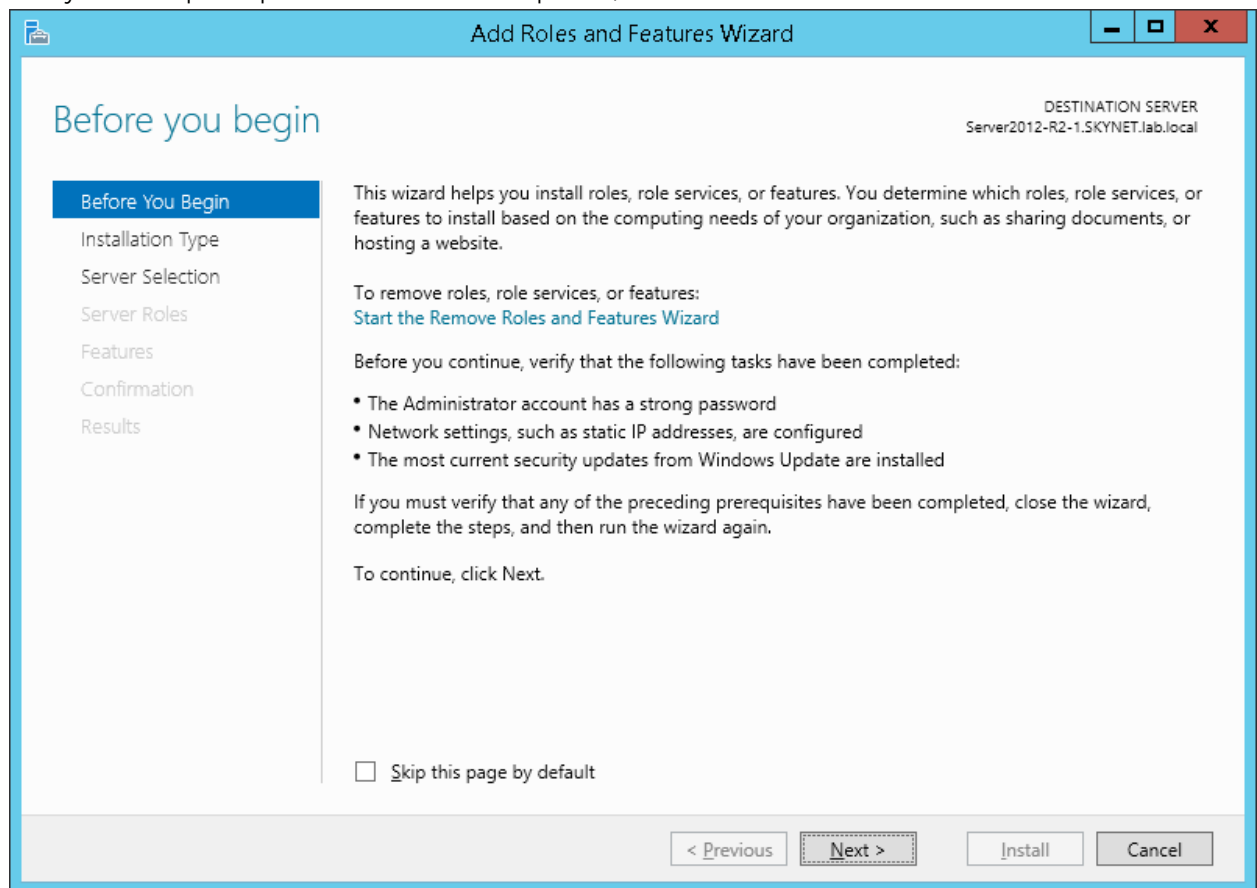 Add Roles and Features Wizard
Before you begin
DESTINATION SERVER
Server2012-R2-1.SKYNET.lab.local
Before You Begin
Installation Type
Server Selection
Server Roles
Features
Confirmation
Results
This wizard helps you install roles, role services, or features. You determine which roles, role services, or
features to install based on the computing needs of your organization, such as sharing documents, or
hosting a website.
To remove roles, role services, or features:
Start the Remove Roles and Features Wizard
Before you continue, verify that the following tasks have been completed:
• The Administrator account has a strong password
• Network settings, such as static IP addresses, are configured
• The most current security updates from Windows Update are installed
If you must verify that any of the preceding prerequisites have been completed, close the wizard,
complete the steps, and then run the wizard again.
To continue, click Next.
Skip this page by default
< Previous
Next >
Install
Cancel